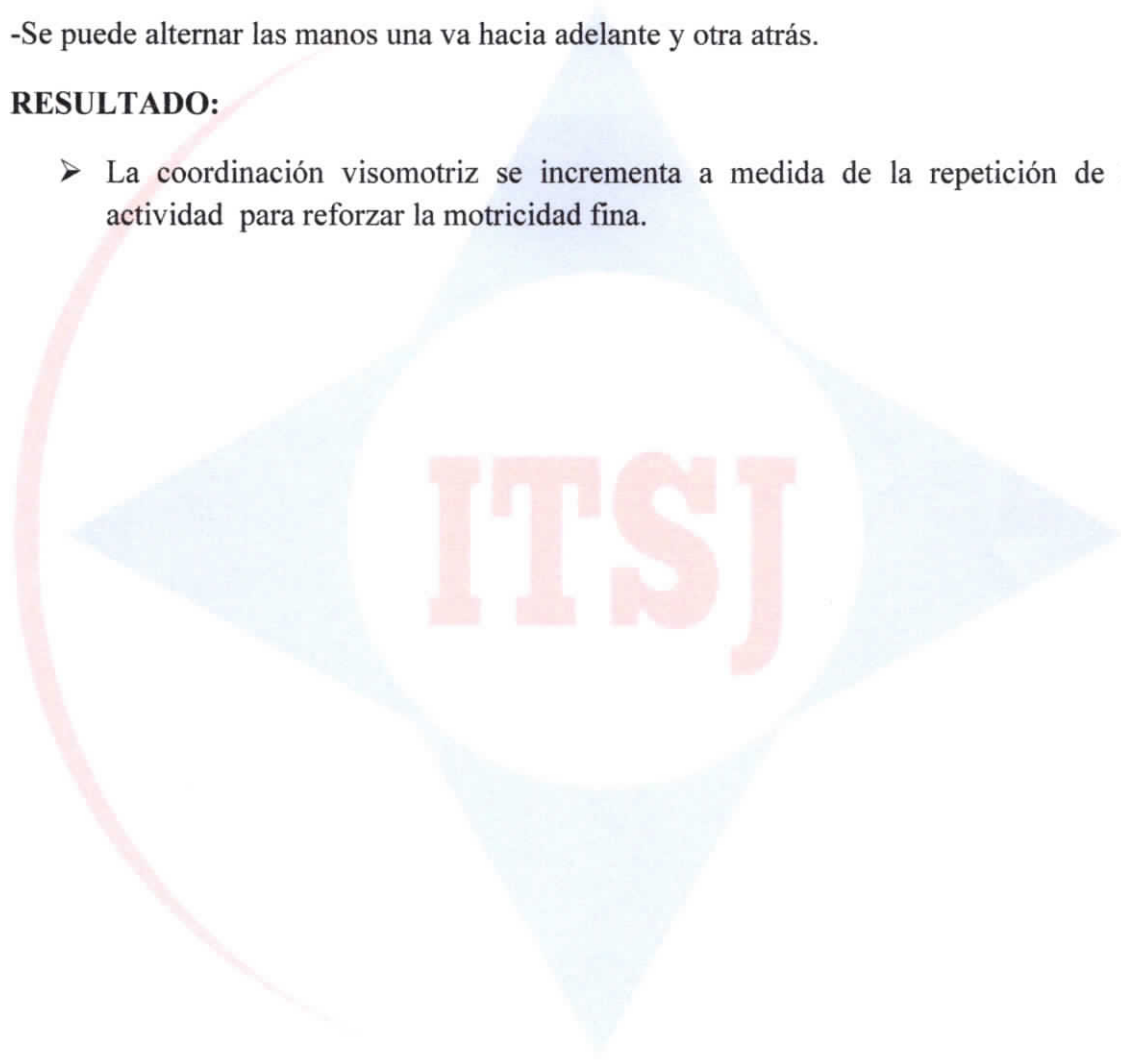 -Se puede alternar las manos una va hacia adelante y otra atrás.
RESULTADO:
➤ La coordinación visomotriz se incrementa a medida de la repetición de
actividad para reforzar la motricidad fina.
ITSJ